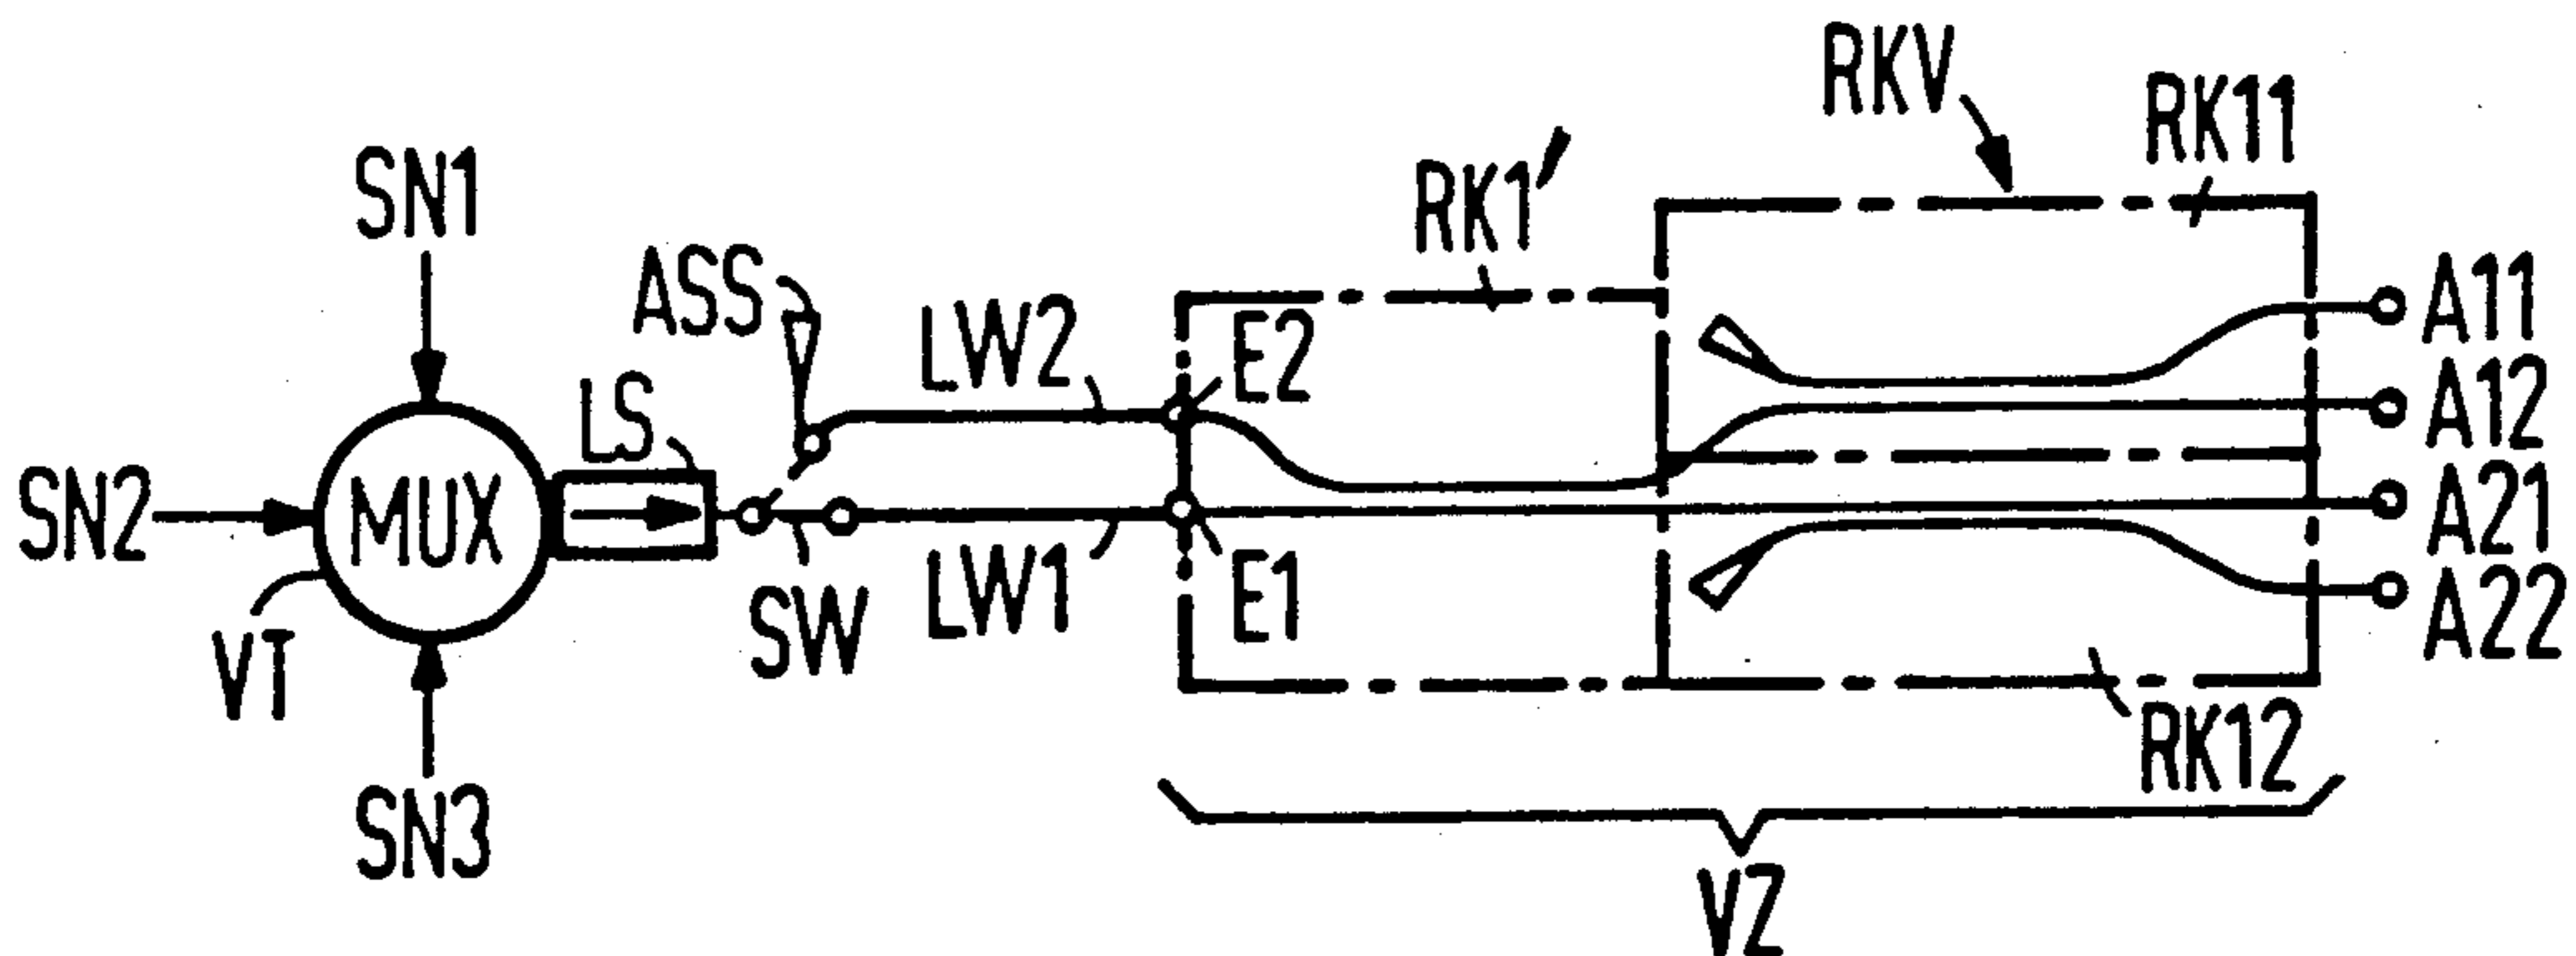 RKV
RK11
SN1
RK1'
ASS
LW2
E2
A11
LS
A12
SN2
MUX
A21
VT
SW
LW1
E1
A22
SN3
RK12
VZ